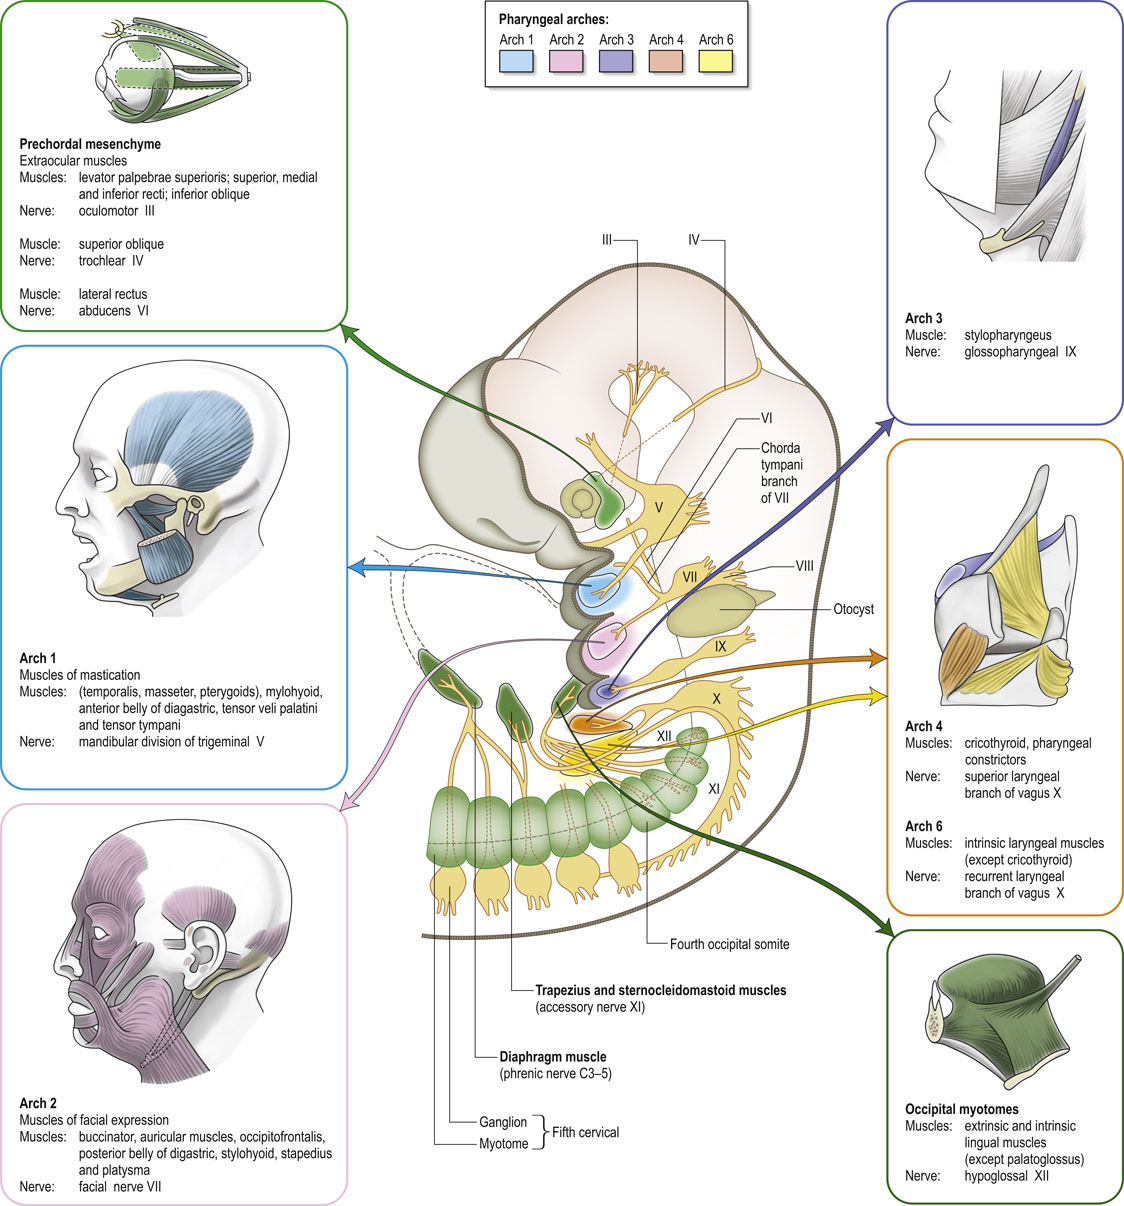 Pharyngeal arches:
Arch 1 Arch 2 Arch 3 Arch 4 Arch 6
Prechordal mesenchyme
Extraocular muscles
Muscles: levator palpebrae superioris; superior, medial
and inferior recti; inferior oblique
Nerve: oculomotor III
Muscle: superior oblique
Nerve: trochlear IV
Muscle: lateral rectus
Nerve: abducens VI
Arch 1
Muscles of mastication
Muscles: (temporalis, masseter, pterygoids), mylohyoid,
anterior belly of diagastric, tensor veli palatini
and tensor tympani
Nerve: mandibular division of trigeminal V
Arch 2
Muscles of facial expression
Muscles: buccinator, auricular muscles, occipitofrontalis,
posterior belly of digastric, stylohyoid, stapedius
and platysma
Nerve: facial nerve VII
III
IV
VI
Chorda
tympani
branch
of VII
V
VII
VIII
Otocyst
IX
X
XII
XI
Fourth occipital somite
Trapezius and sternocleidomastoid muscles
(accessory nerve XI)
Diaphragm muscle
(phrenic nerve C3–5)
Ganglion
Myotome
Fifth cervical
Arch 3
Muscle: stylopharyngeus
Nerve: glossopharyngeal IX
Arch 4
Muscles: cricothyroid, pharyngeal
constrictors
Nerve: superior laryngeal
branch of vagus X
Arch 6
Muscles: intrinsic laryngeal muscles
(except cricothyroid)
Nerve: recurrent laryngeal
branch of vagus X
Occipital myotomes
Muscles: extrinsic and intrinsic
lingual muscles
(except palatoglossus)
Nerve: hypoglossal XII